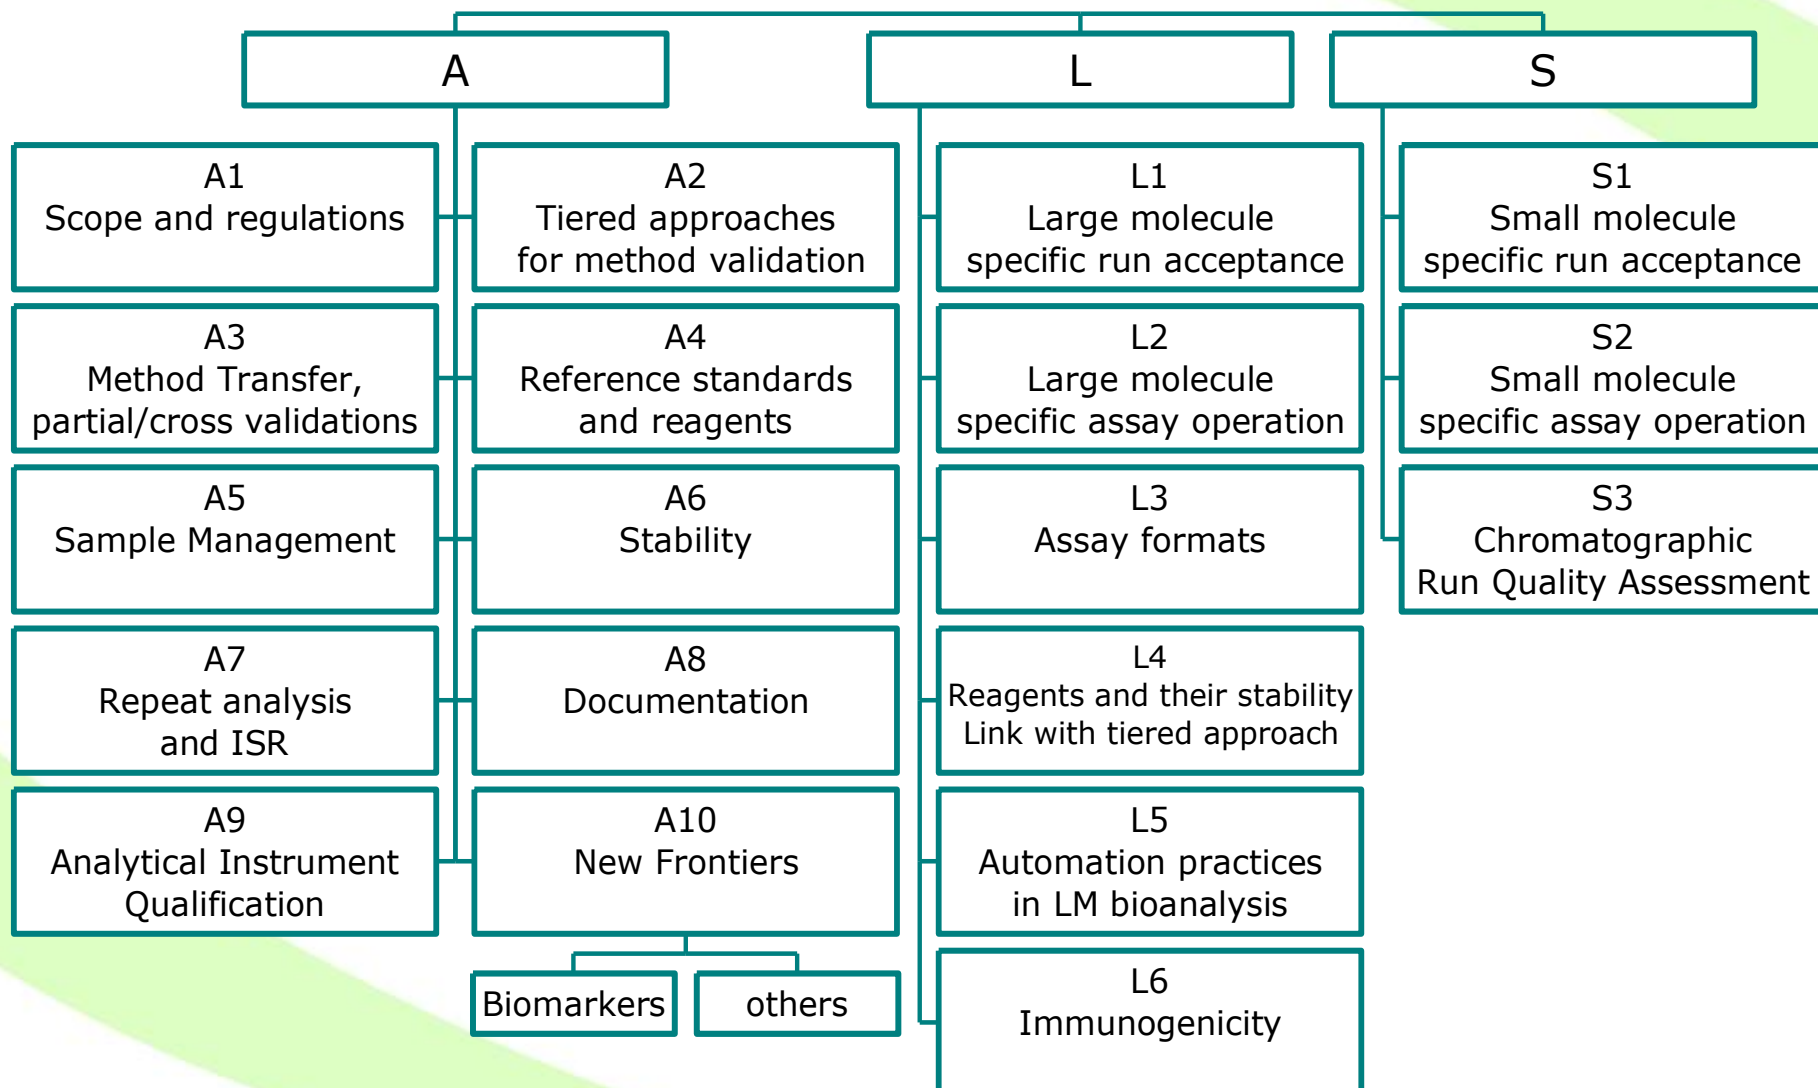 A
L
S
A1
Scope and regulations
A2
Tiered approaches
for method validation
L1
Large molecule
specific run acceptance
S1
Small molecule
specific run acceptance
A3
Method Transfer,
partial/cross validations
A4
Reference standards
and reagents
L2
Large molecule
specific assay operation
S2
Small molecule
specific assay operation
A5
Sample Management
A6
Stability
L3
Assay formats
S3
Chromatographic
Run Quality Assessment
A7
Repeat analysis
and ISR
A8
Documentation
L4
Reagents and their stability
Link with tiered approach
A9
Analytical Instrument
Qualification
A10
New Frontiers
L5
Automation practices
in LM bioanalysis
Biomarkers
others
L6
Immunogenicity